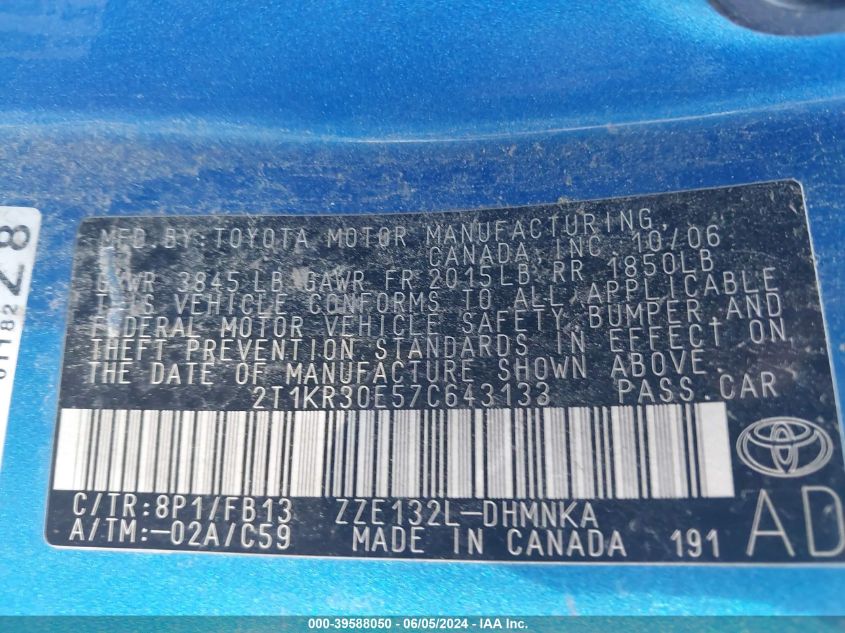 MFD.BY:TOYOTA MOTOR MANUFACTURING,
CANADA, INC. 10/06
GVWR 3845 LB GAWR FR 2015LB RR 1850LB
THIS VEHICLE CONFORMS TO ALL APPLICABLE
FEDERAL MOTOR VEHICLE SAFETY,BUMPER,AND
THEFT PREVENTION STANDARDS IN EFFECT ON
THE DATE OF MANUFACTURE SHOWN ABOVE.
2T1KR30E57C643133 PASS.CAR
C/TR:8P1/FB13 ZZE132L-DHMNKA
A/TM:-02A/C59 MADE IN CANADA 191
AD
01182 28
000-39588050 - 06/05/2024 - IAA Inc.